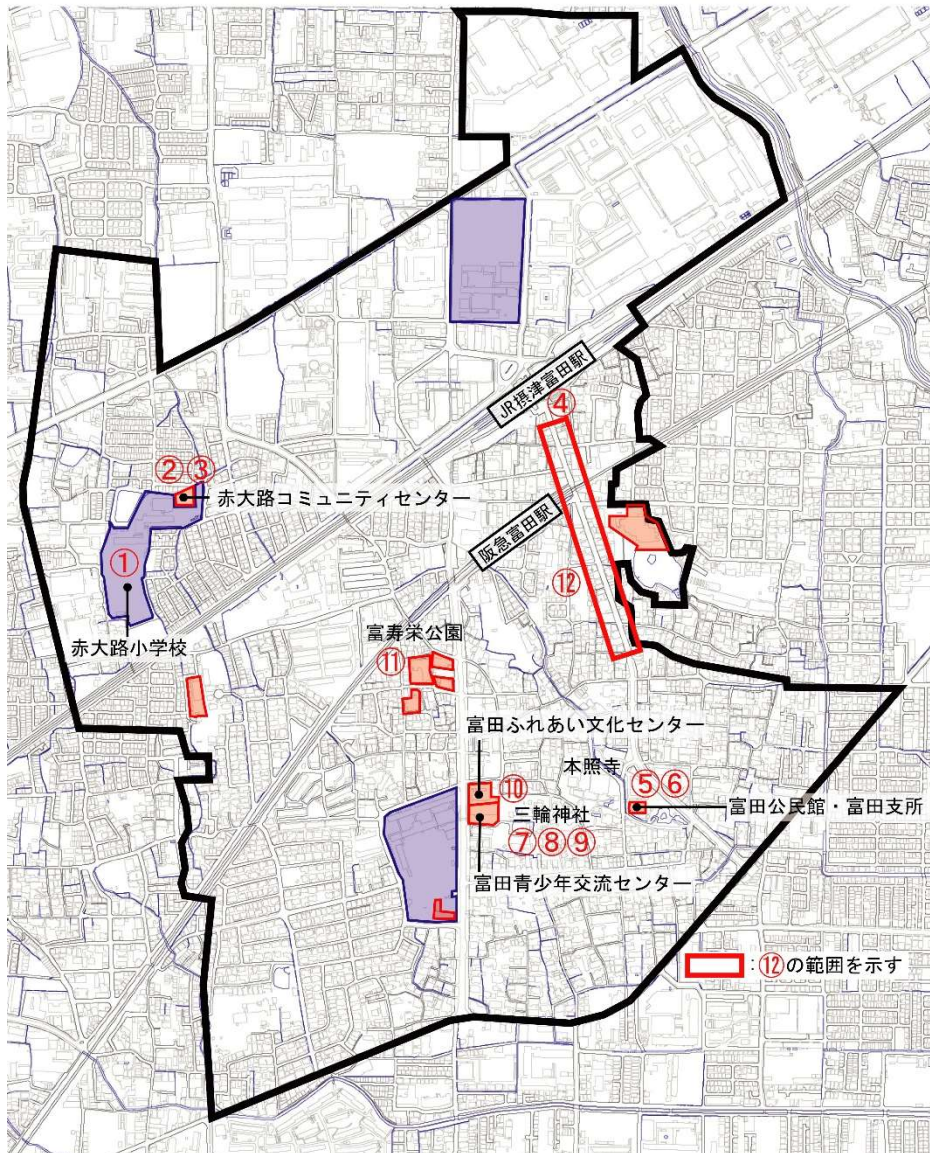 JR摂津富田駅
④
②③
赤大路コミュニティセンター
阪急富田駅
①
⑫
赤大路小学校
富寿栄公園
⑪
富田ふれあい文化センター
本照寺
⑩
⑤⑥
三輪神社
富田公民館・富田支所
⑦⑧⑨
富田青少年交流センター
:⑫の範囲を示す